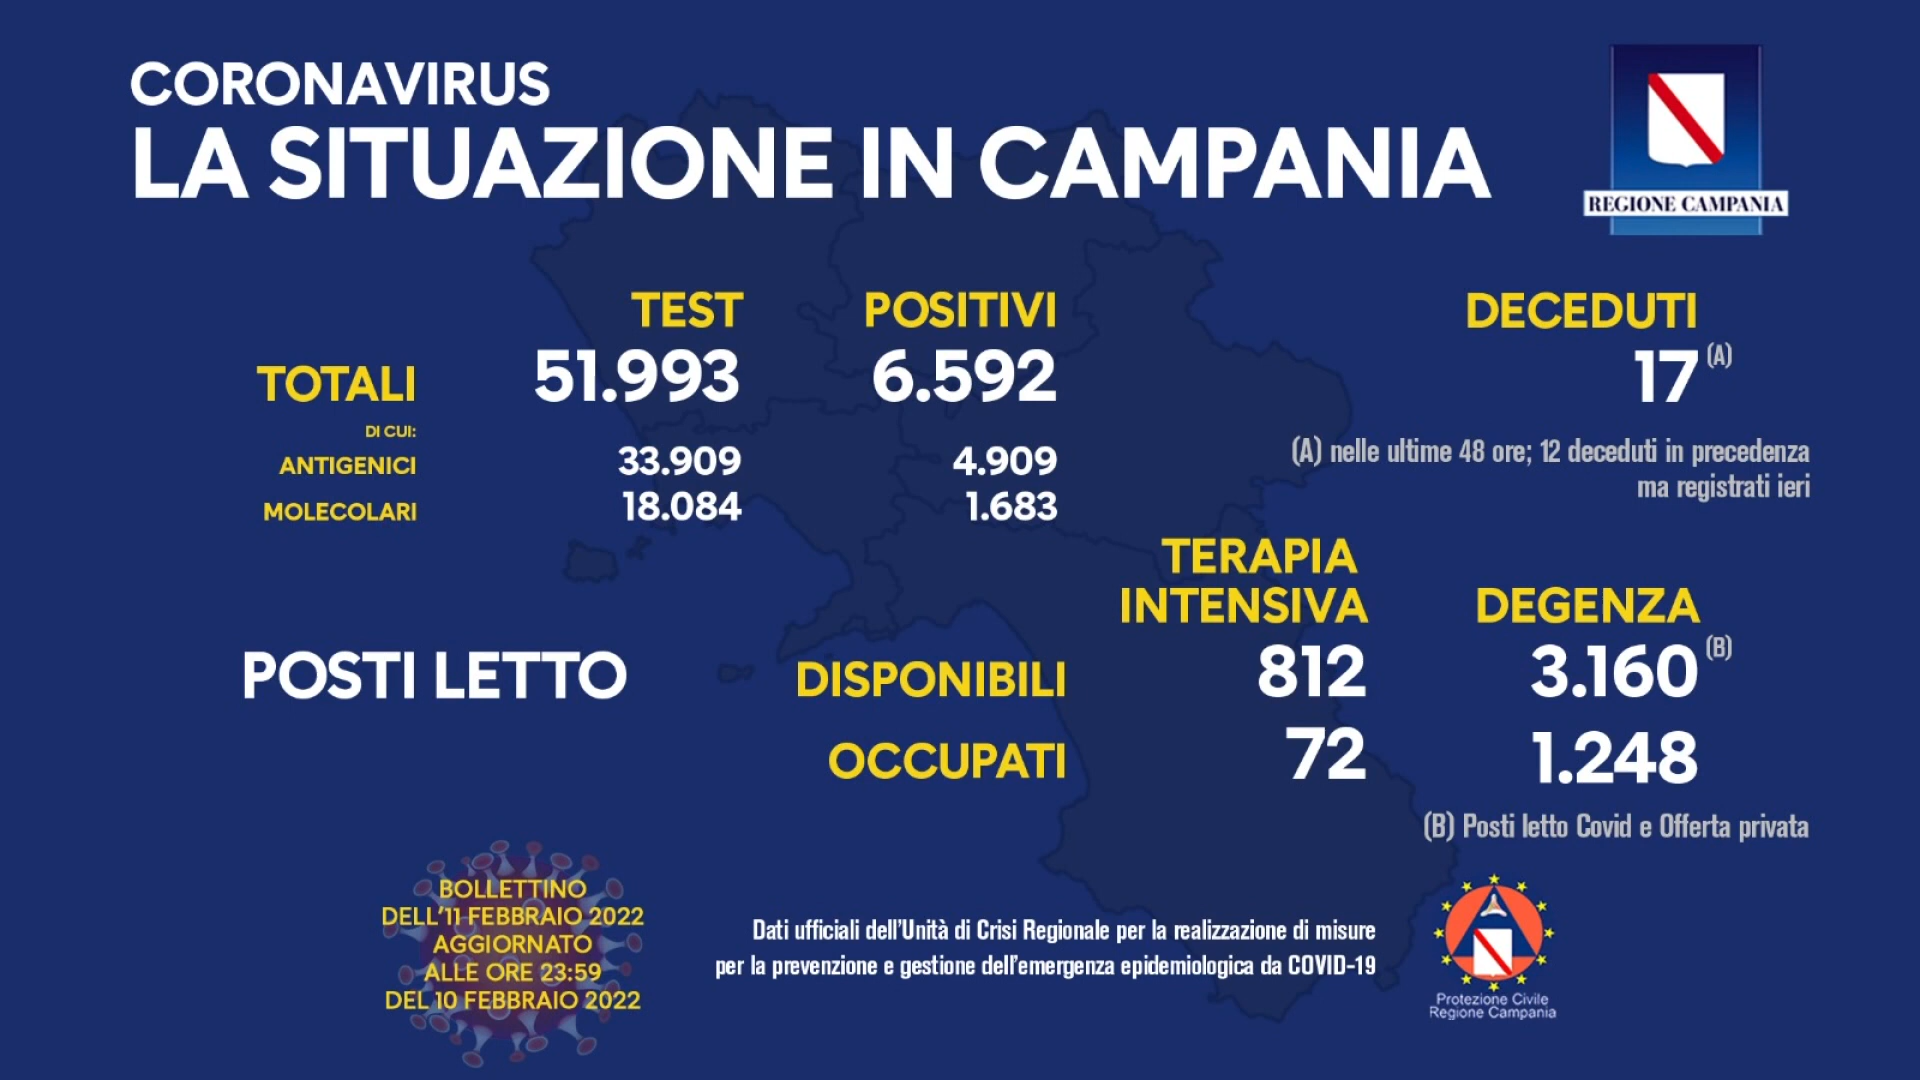 CORONAVIRUS
LA SITUAZIONE IN CAMPANIA
REGIONE CAMPANIA
TEST POSITIVI DECEDUTI
TOTALI 51.993 6.592 17 (A)
DI CUI:
ANTIGENICI 33.909 4.909
MOLECOLARI 18.084 1.683
(A) nelle ultime 48 ore; 12 deceduti in precedenza
ma registrati ieri
TERAPIA
INTENSIVA DEGENZA
POSTI LETTO DISPONIBILI 812 3.160 (B)
OCCUPATI 72 1.248
(B) Posti letto Covid e Offerta privata
BOLLETTINO
DELL'11 FEBBRAIO 2022
AGGIORNATO
ALLE ORE 23:59
DEL 10 FEBBRAIO 2022
Dati ufficiali dell'Unità di Crisi Regionale per la realizzazione di misure
per la prevenzione e gestione dell'emergenza epidemiologica da COVID-19
Protezione Civile
Regione Campania